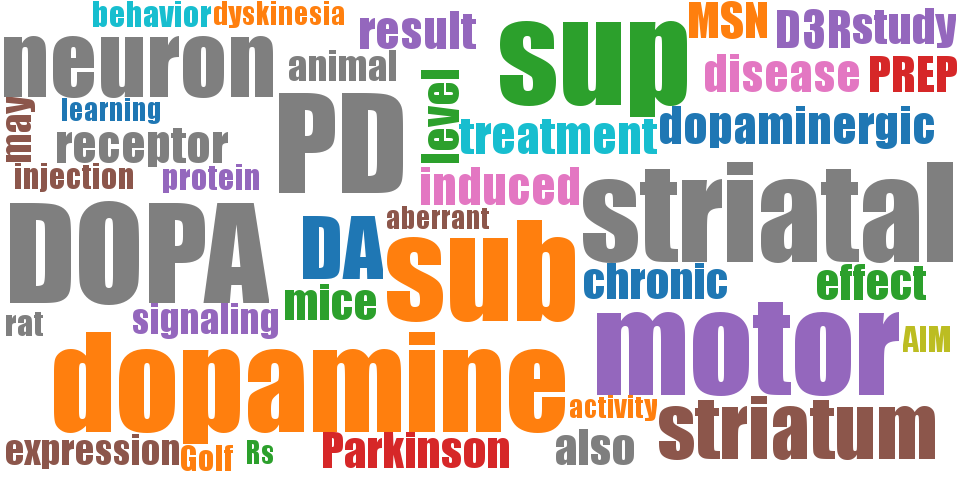 behavior
dyskinesia
result
MSN
D3R
study
neuron
animal
sup
disease
PREP
may
learning
level
receptor
PD
treatment
dopaminergic
injection
protein
induced
striatal
DOPA
DA
aberrant
sub
chronic
effect
mice
rat
signaling
motor
AIM
dopamine
activity
striatum
expression
Golf
Rs
Parkinson
also